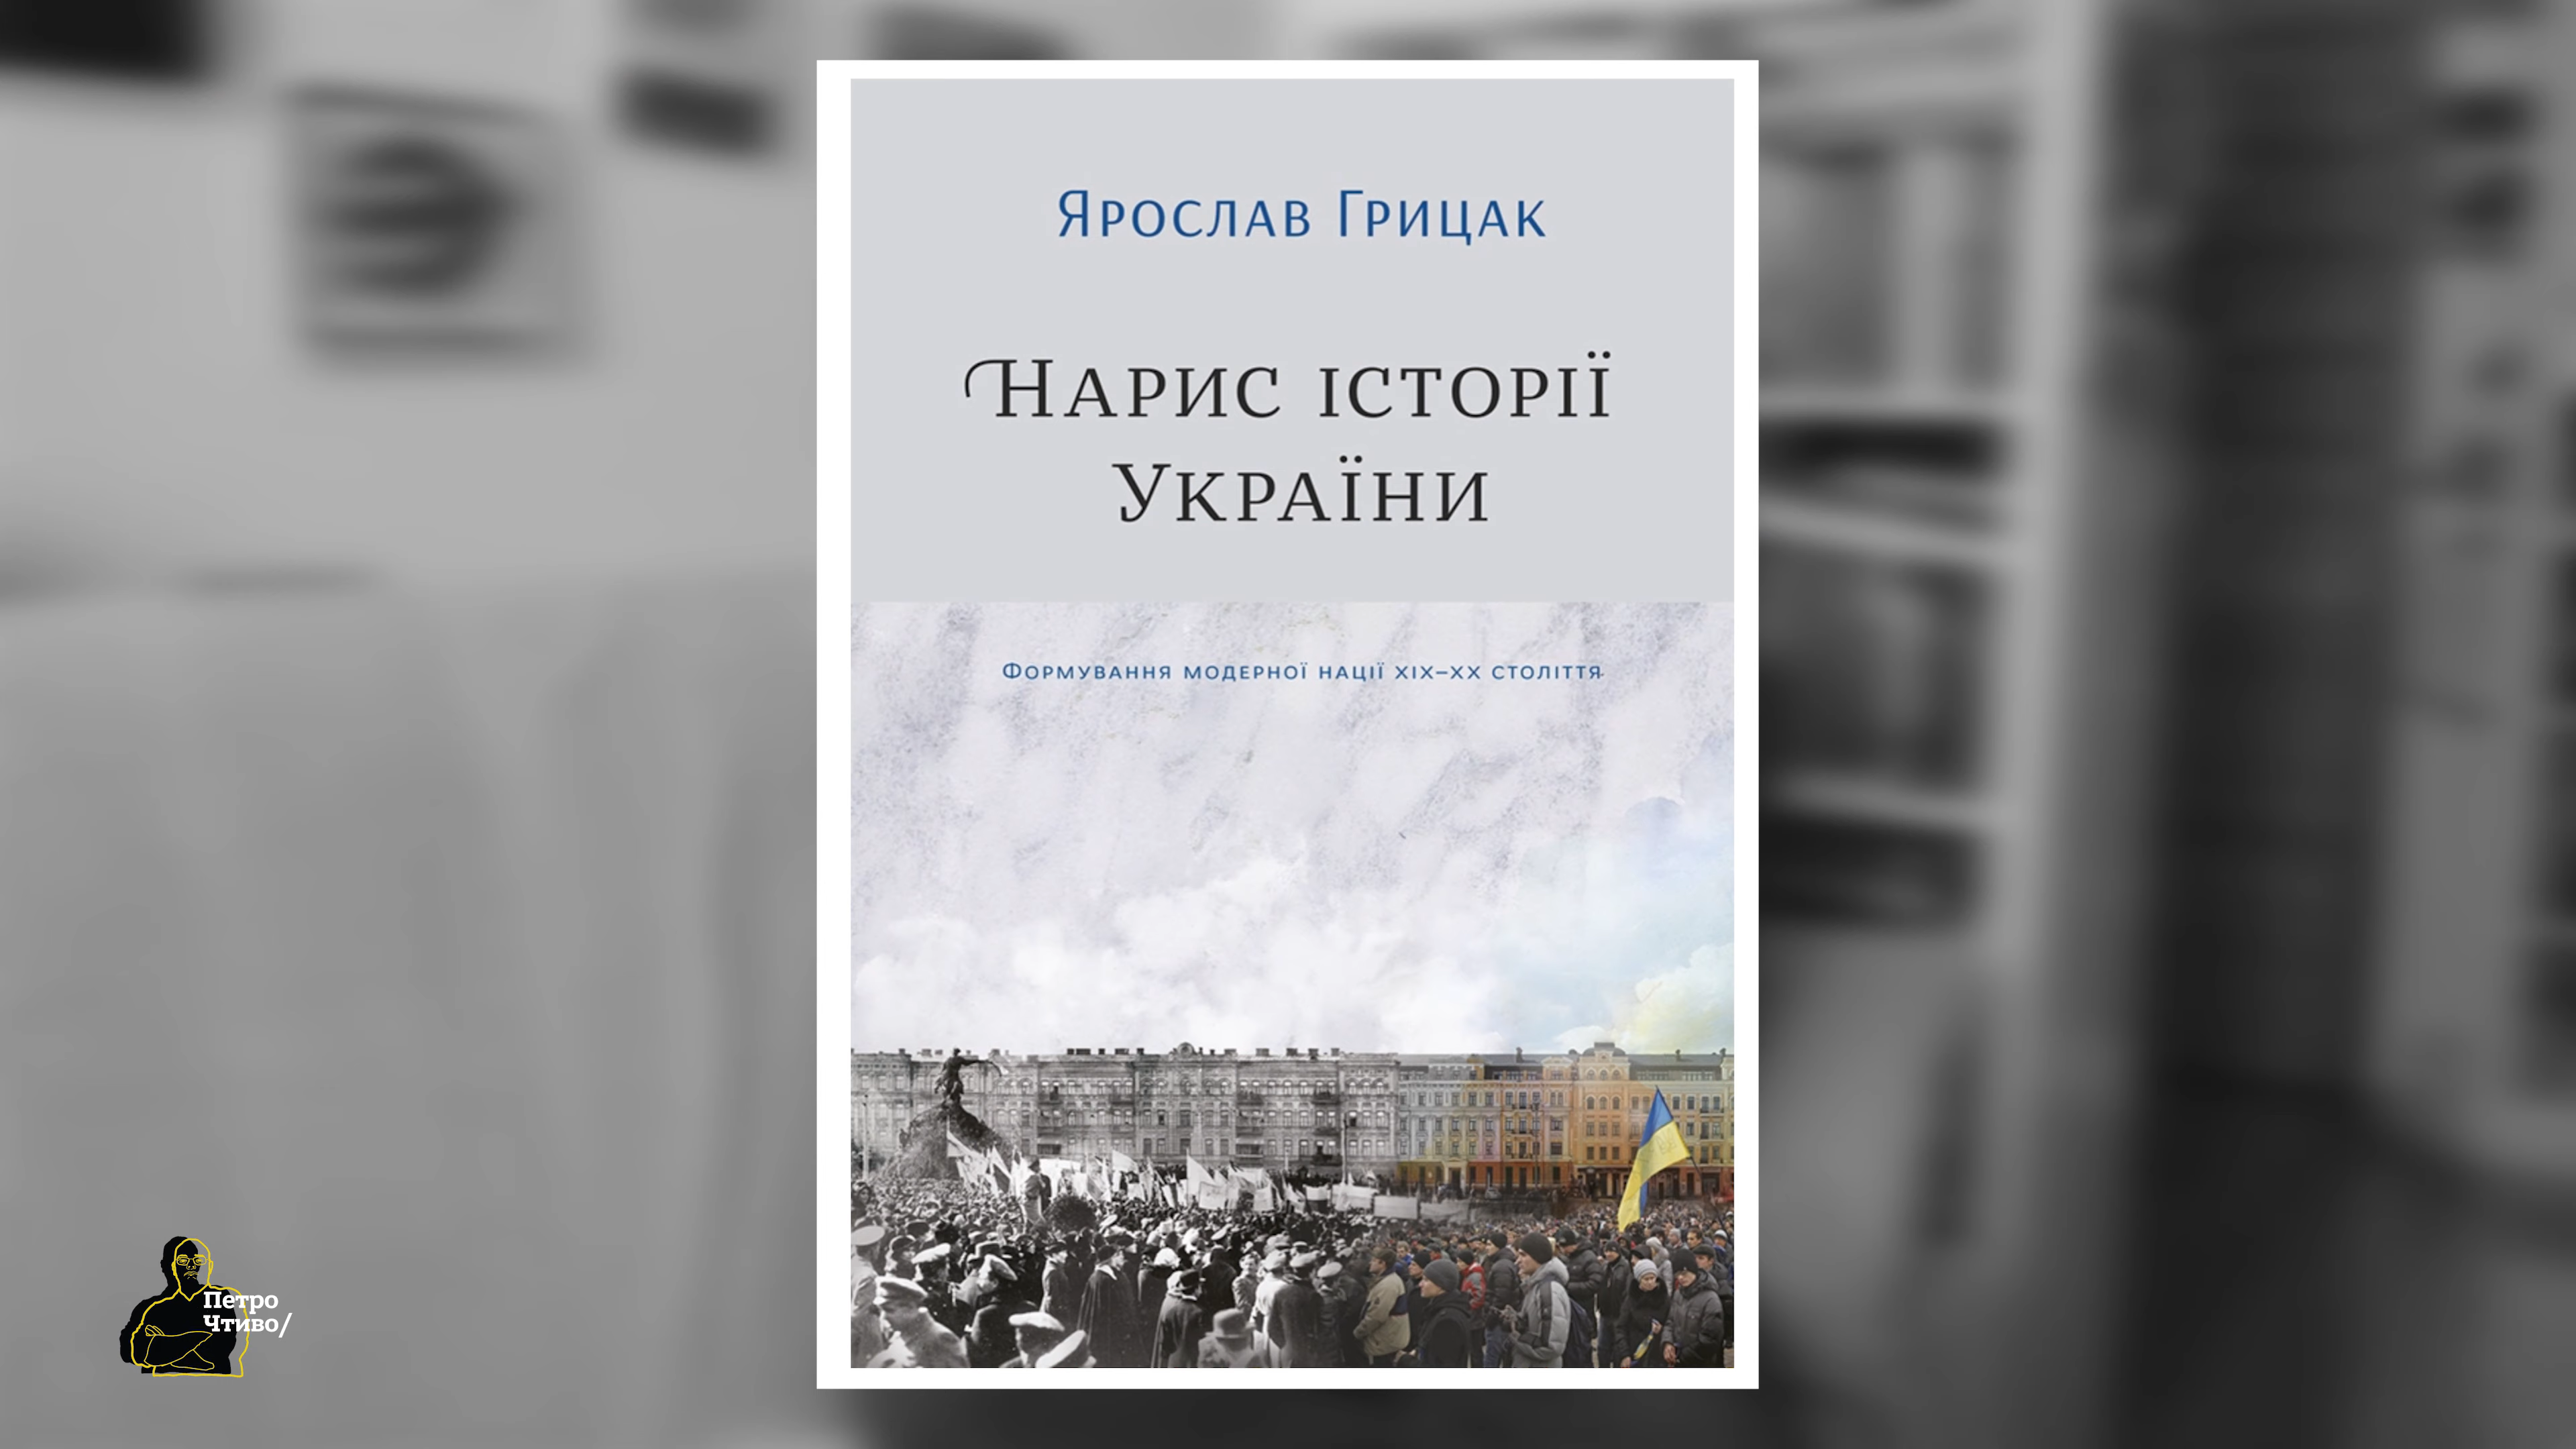 Ярослав Грицак
Нарис історії
України
Формування модерної нації XIX–XX століття
Петро
Чтиво/